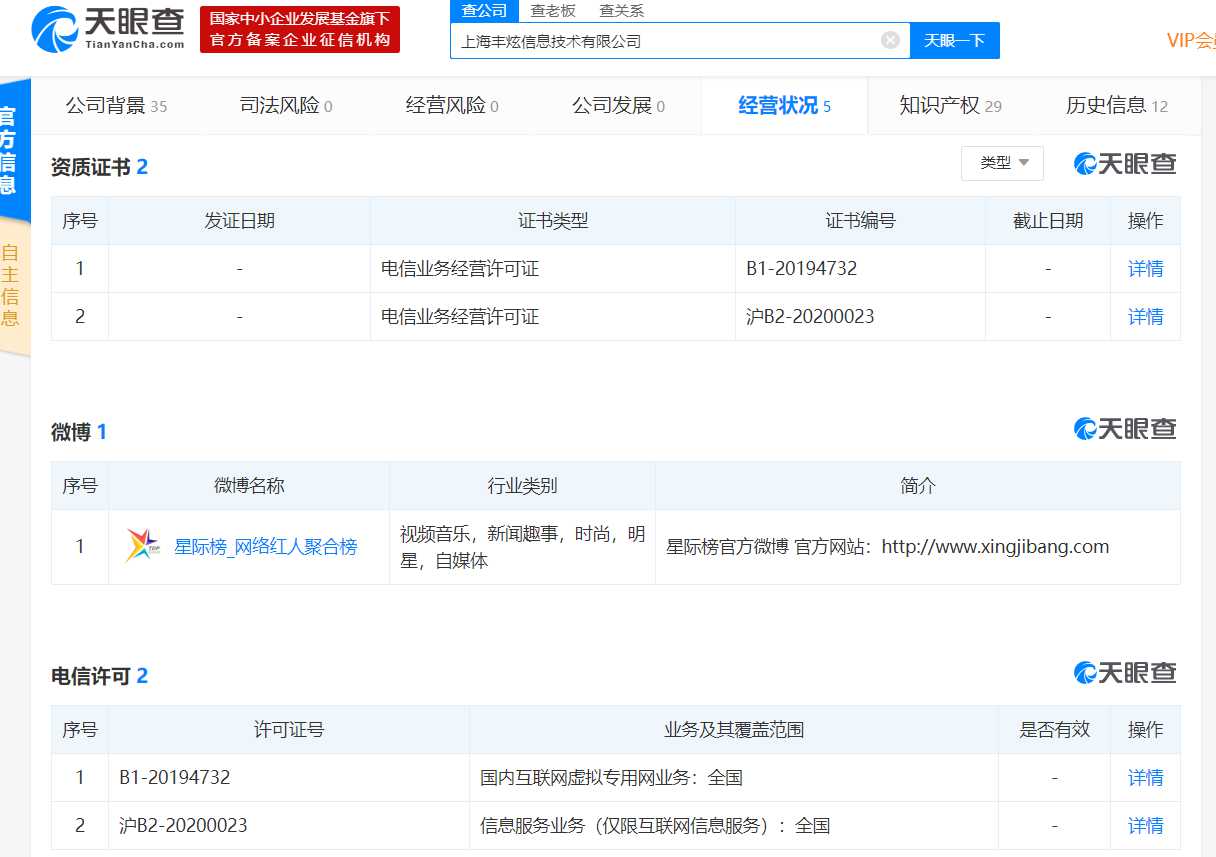 天眼查
TianYanCha.com
国家中小企业发展基金旗下
官方备案企业征信机构
查公司 查老板 查关系
上海丰炫信息技术有限公司
天眼一下
VIP会
公司背景 35 司法风险 0 经营风险 0 公司发展 0 经营状况 5 知识产权 29 历史信息 12
官方信息
自主信息
资质证书 2
类型
天眼查
序号 发证日期 证书类型 证书编号 截止日期 操作
1 - 电信业务经营许可证 B1-20194732 - 详情
2 - 电信业务经营许可证 沪B2-20200023 - 详情
微博 1
天眼查
序号 微博名称 行业类别 简介
1 星际榜_网络红人聚合榜 视频音乐，新闻趣事，时尚，明
星，自媒体
星际榜官方微博 官方网站：http://www.xingjibang.com
电信许可 2
天眼查
序号 许可证号 业务及其覆盖范围 是否有效 操作
1 B1-20194732 国内互联网虚拟专用网业务：全国 - 详情
2 沪B2-20200023 信息服务业务（仅限互联网信息服务）：全国 - 详情